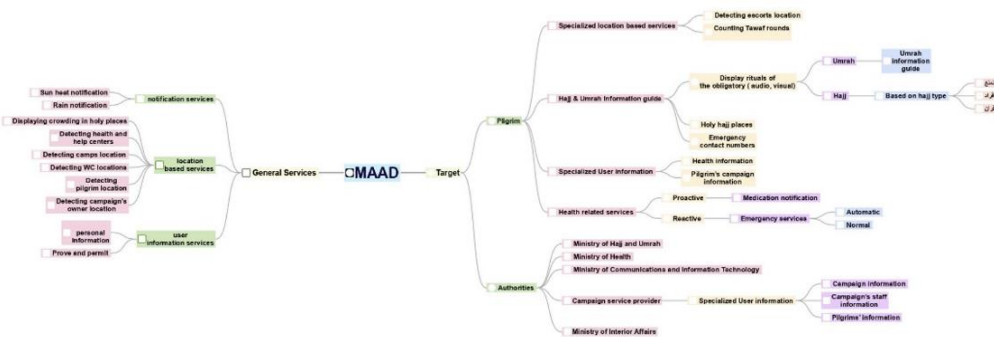 MAAD
General Services
notification services
Sun heat notification
Rain notification
location
based services
Displaying crowding in holy places
Detecting health and
help centers
Detecting camps location
Detecting WC locations
Detecting
pilgrim location
Detecting campaign's
owner location
user
information services
personal
information
Prove and permit
Target
Pilgrim
Specialized location based services
Detecting escorts location
Counting Tawaf rounds
Hajj & Umrah information guide
Display rituals of
the obligatory ( audio, visual)
Umrah
Umrah
information
guide
Hajj
Based on hajj type
Holy hajj places
Emergency
contact numbers
Specialized User information
Health information
Pilgrim's campaign
information
Health related services
Proactive
Medication notification
Reactive
Emergency services
Automatic
Normal
Authorities
Ministry of Hajj and Umrah
Ministry of Health
Ministry of Communications and Information Technology
Campaign service provider
Specialized User information
Campaign information
Campaign's staff
information
Pilgrims' information
Ministry of Interior Affairs